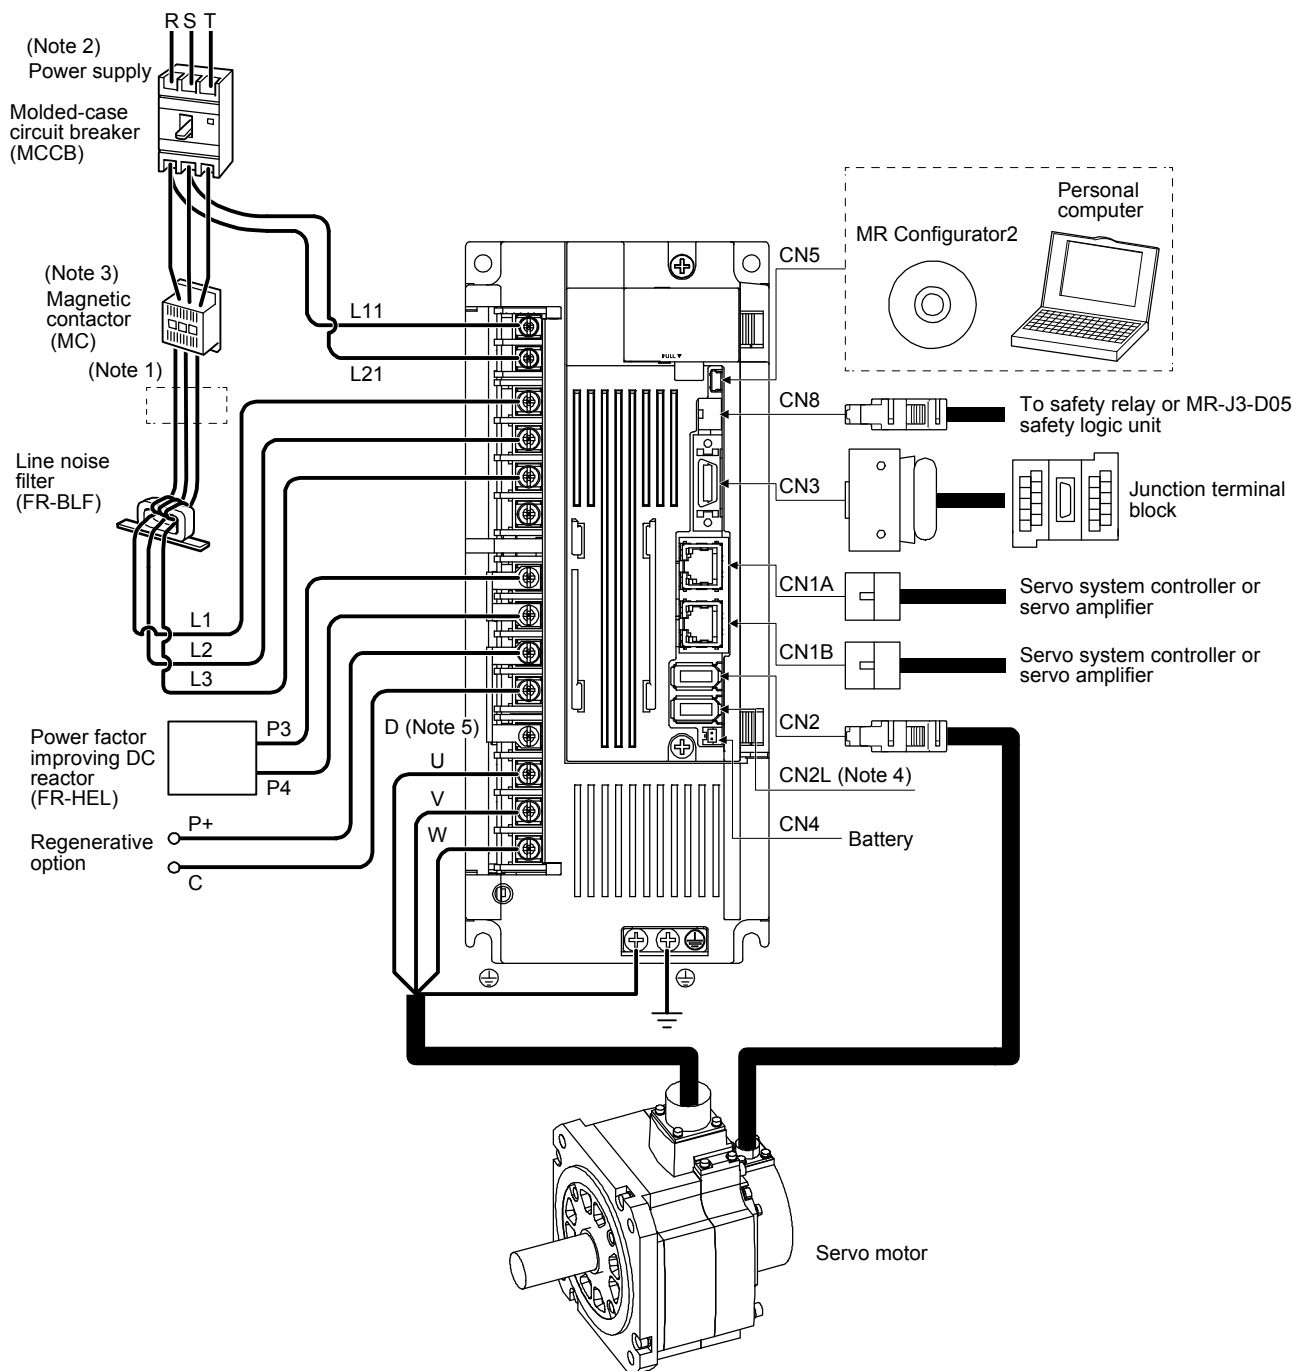 R S T
(Note 2)
Power supply
Molded-case
circuit breaker
(MCCB)
(Note 3)
Magnetic
contactor
(MC)
(Note 1)
Line noise
filter
(FR-BLF)
L11
L21
L1
L2
L3
Power factor
improving DC
reactor
(FR-HEL)
P3
P4
Regenerative
option
P+
C
D (Note 5)
U
V
W
PULL▼
CN5
MR Configurator2
Personal
computer
CN8
To safety relay or MR-J3-D05
safety logic unit
CN3
Junction terminal
block
CN1A
Servo system controller or
servo amplifier
CN1B
Servo system controller or
servo amplifier
CN2
CN2L (Note 4)
CN4
Battery
Servo motor